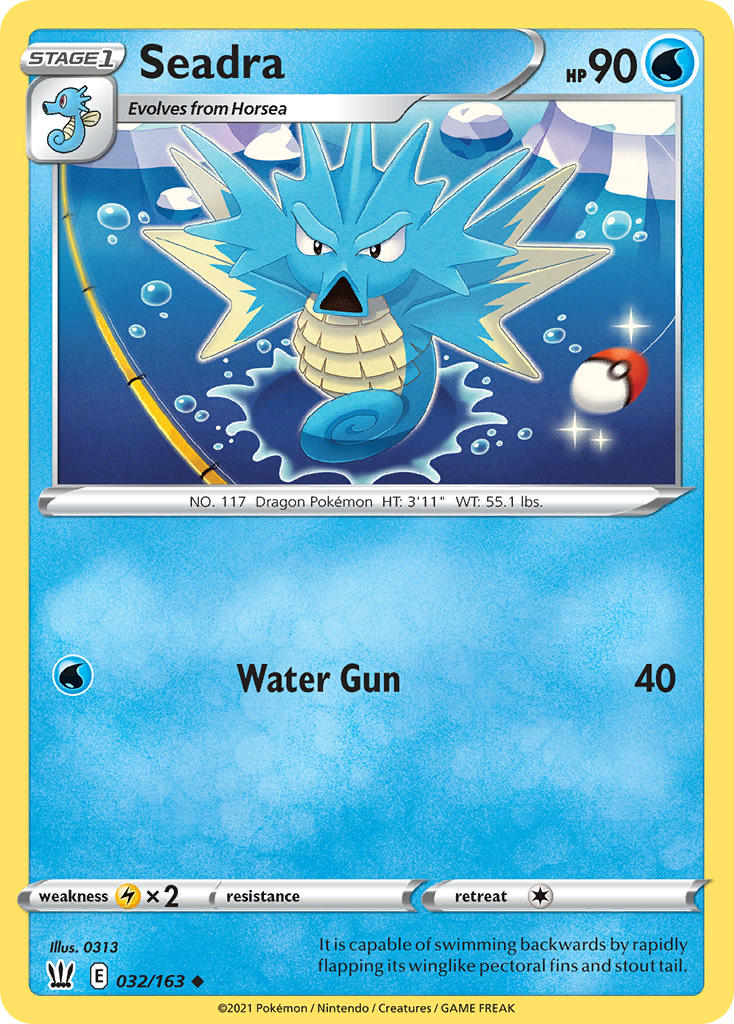 STAGE1 Seadra HP 90
Evolves from Horsea
NO. 117 Dragon Pokémon HT: 3'11" WT: 55.1 lbs.
Water Gun 40
weakness ×2 resistance retreat
Illus. 0313
It is capable of swimming backwards by rapidly
flapping its winglike pectoral fins and stout tail.
E 032/163 ◆
©2021 Pokémon / Nintendo / Creatures / GAME FREAK